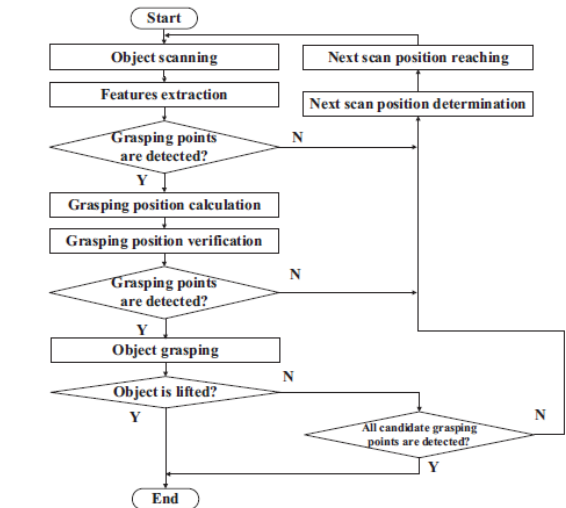 Start
Object scanning
Next scan position reaching
Features extraction
Next scan position determination
Grasping points
are detected?
N
Y
Grasping position calculation
Grasping position verification
Grasping points
are detected?
N
Y
Object grasping
Object is lifted?
N
Y
All candidate grasping
points are detected?
N
Y
End